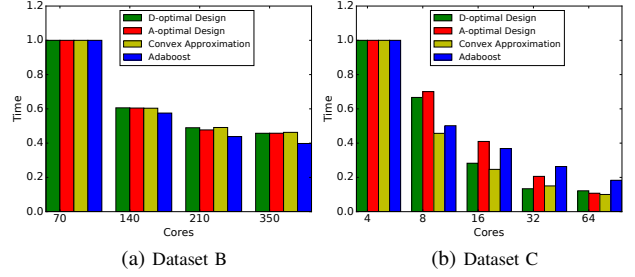 1.2
1.0
0.8
0.6
0.4
0.2
0.0
Time
D-optimal Design
A-optimal Design
Convex Approximation
Adaboost
70 140 210 350
Cores
(a) Dataset B
1.2
1.0
0.8
0.6
0.4
0.2
0.0
Time
D-optimal Design
A-optimal Design
Convex Approximation
Adaboost
4 8 16 32 64
Cores
(b) Dataset C